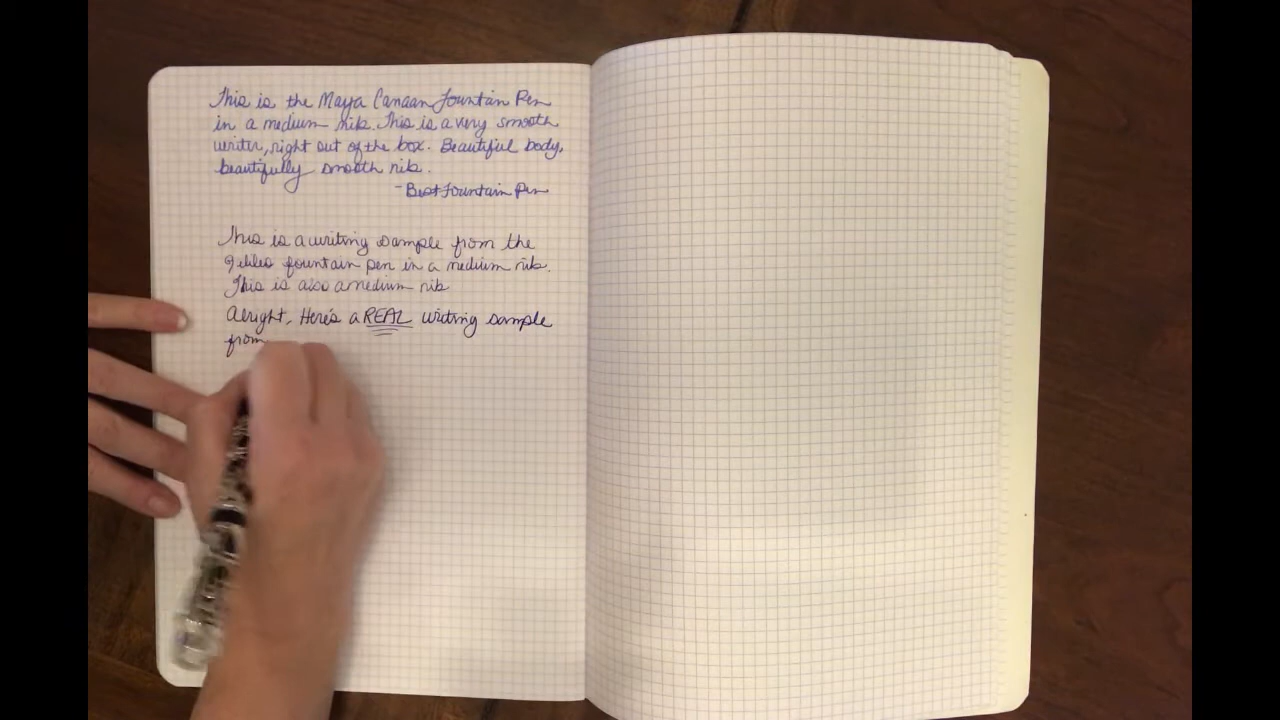 This is the Maya Canaan Fountain Pen
in a medium nib. This is a very smooth
writer, right out of the box. Beautiful body,
beautifully smooth nib.
- Best Fountain Pen
This is a writing sample from the
Galileo fountain pen in a medium nib.
This is also a medium nib
Alright, Here's a REAL writing sample
from